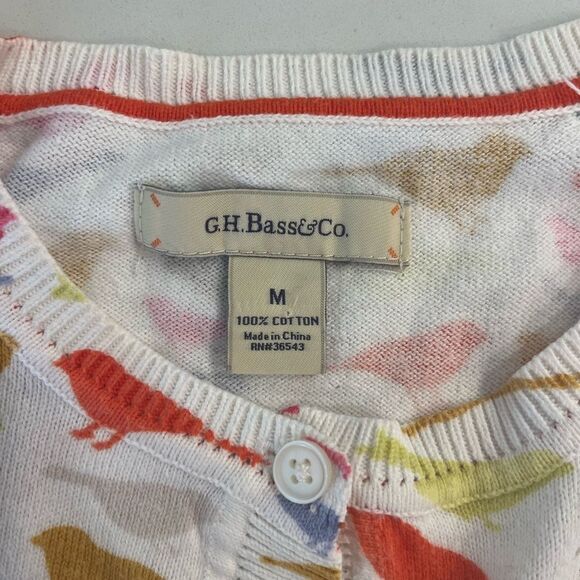 G.H.Bass&Co.
M
100% COTTON
Made in China
RN#36543